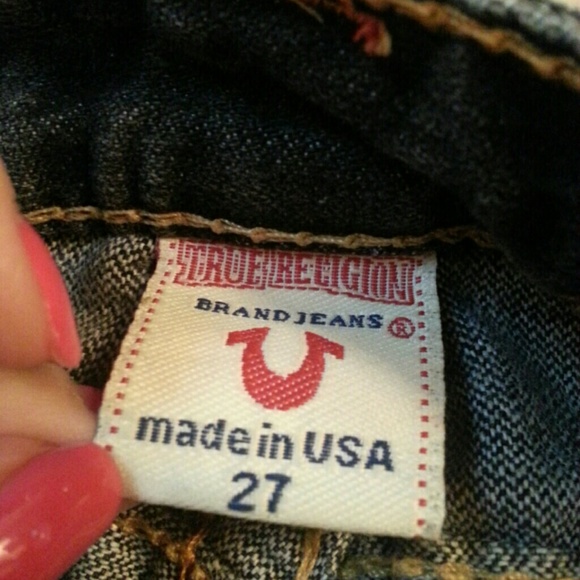 TRUE RELIGION
BRAND JEANS ®
made in USA
27